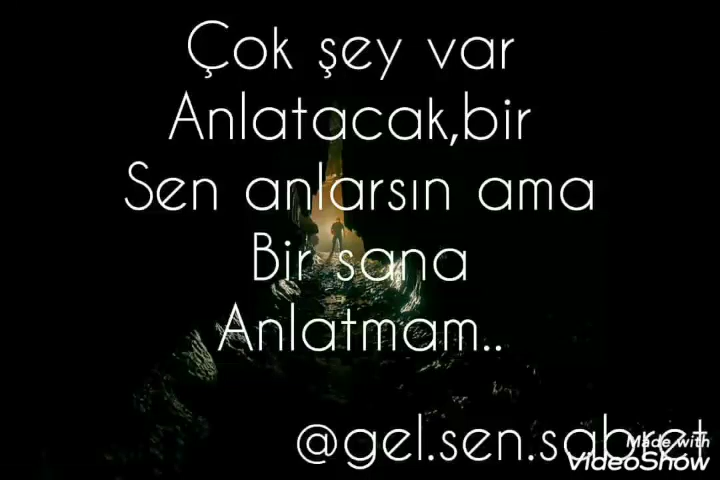 Çok şey var
Anlatacak,bir
Sen anlarsın ama
Bir sana
Anlatmam..
@gel.sen.sabret
Made with
VideoShow